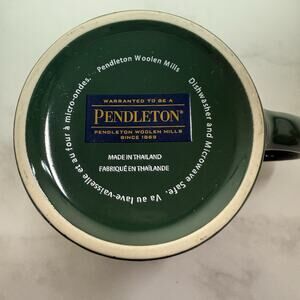 Pendleton Woolen Mills
Dishwasher and Microwave Safe. Va au lave-vaisselle et au four à micro-ondes.
WARRANTED TO BE A
PENDLETON®
PENDLETON WOOLEN MILLS
SINCE 1863
MADE IN THAILAND
FABRIQUÉ EN THAÏLANDE